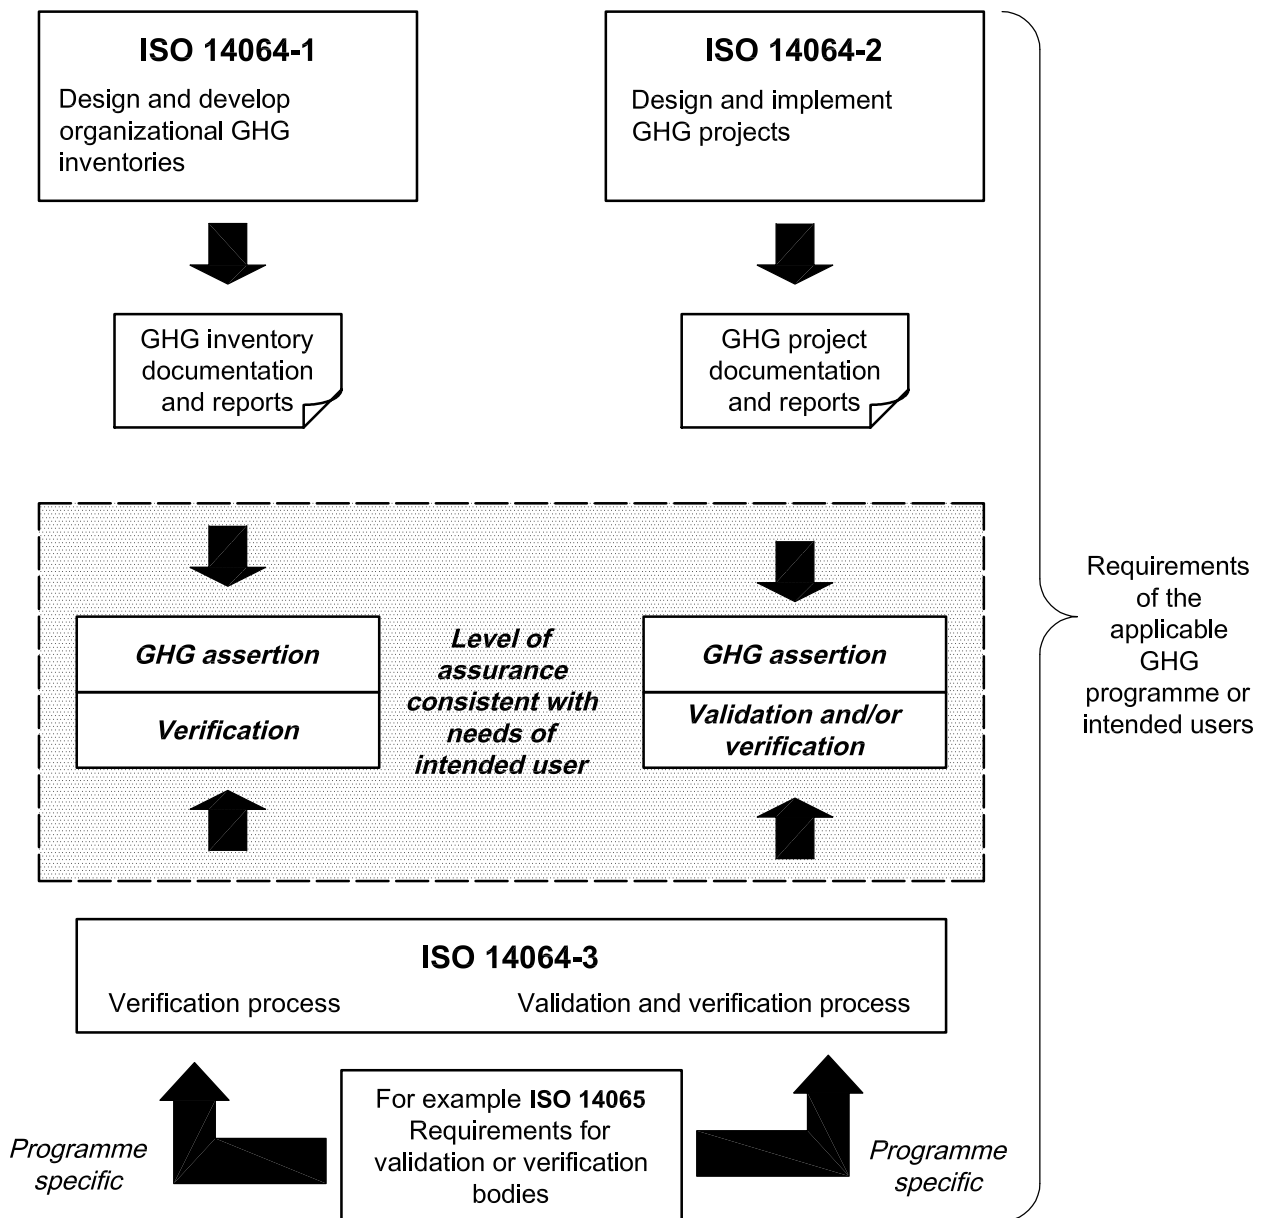 ISO 14064-1
Design and develop
organizational GHG
inventories
ISO 14064-2
Design and implement
GHG projects
GHG inventory
documentation
and reports
GHG project
documentation
and reports
GHG assertion
Verification
Level of
assurance
consistent with
needs of
intended user
GHG assertion
Validation and/or
verification
Requirements
of the
applicable
GHG
programme or
intended users
ISO 14064-3
Verification process
Validation and verification process
Programme
specific
For example ISO 14065
Requirements for
validation or verification
bodies
Programme
specific